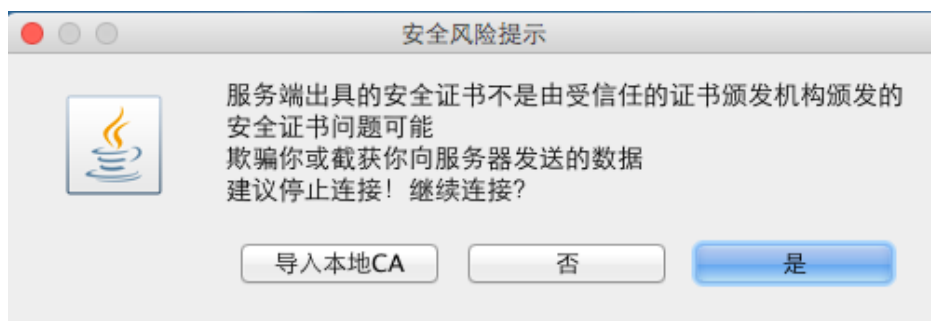 安全风险提示
服务端出具的安全证书不是由受信任的证书颁发机构颁发的
安全证书问题可能
欺骗你或截获你向服务器发送的数据
建议停止连接！继续连接？
导入本地CA 否 是